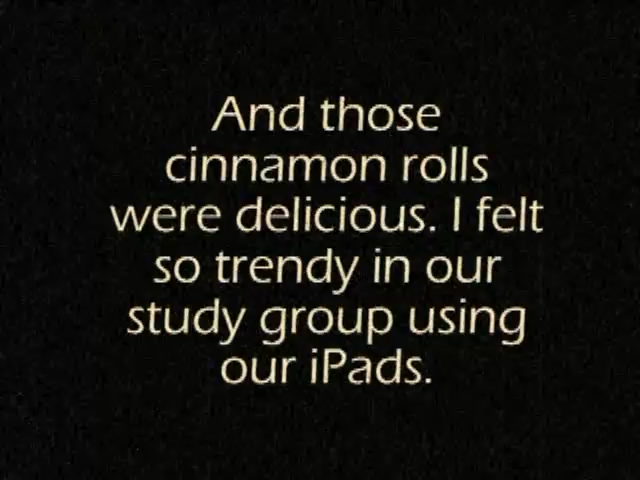 And those
cinnamon rolls
were delicious. I felt
so trendy in our
study group using
our iPads.